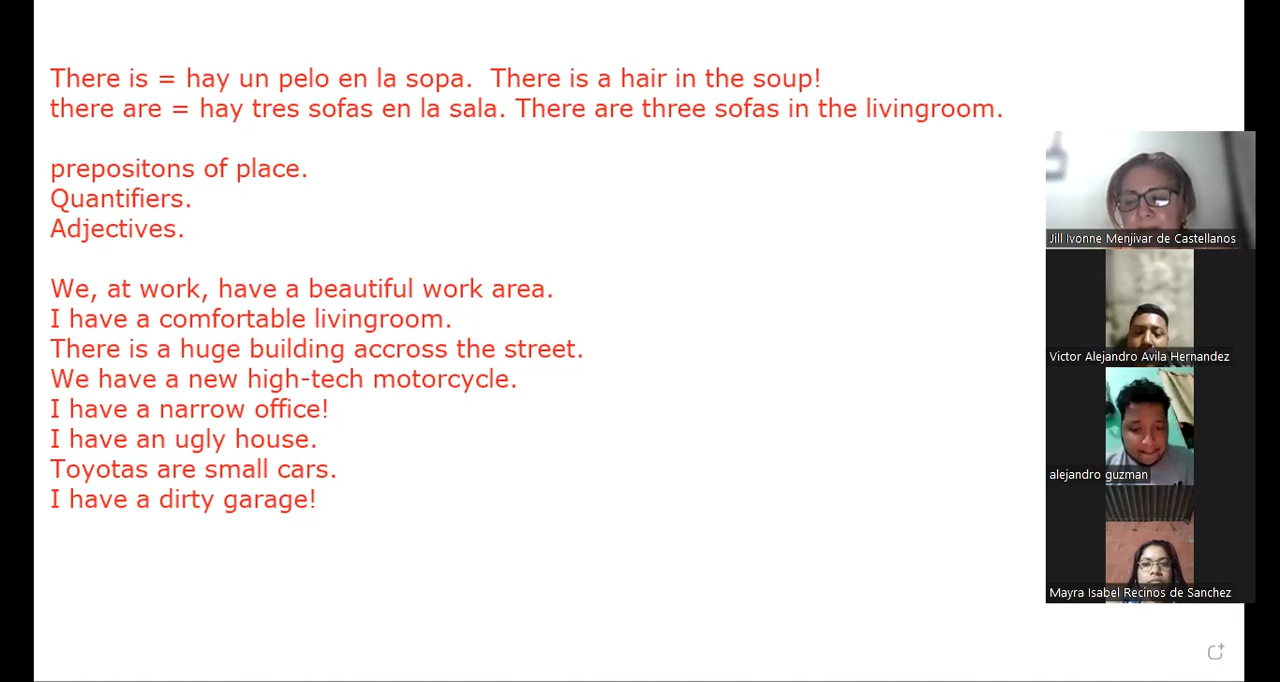 There is = hay un pelo en la sopa. There is a hair in the soup!
there are = hay tres sofas en la sala. There are three sofas in the livingroom.
prepositons of place.
Quantifiers.
Adjectives.
We, at work, have a beautiful work area.
I have a comfortable livingroom.
There is a huge building accross the street.
We have a new high-tech motorcycle.
I have a narrow office!
I have an ugly house.
Toyotas are small cars.
I have a dirty garage!
Jill Ivonne Menjivar de Castellanos
Victor Alejandro Avila Hernandez
alejandro guzman
Mayra Isabel Recinos de Sanchez